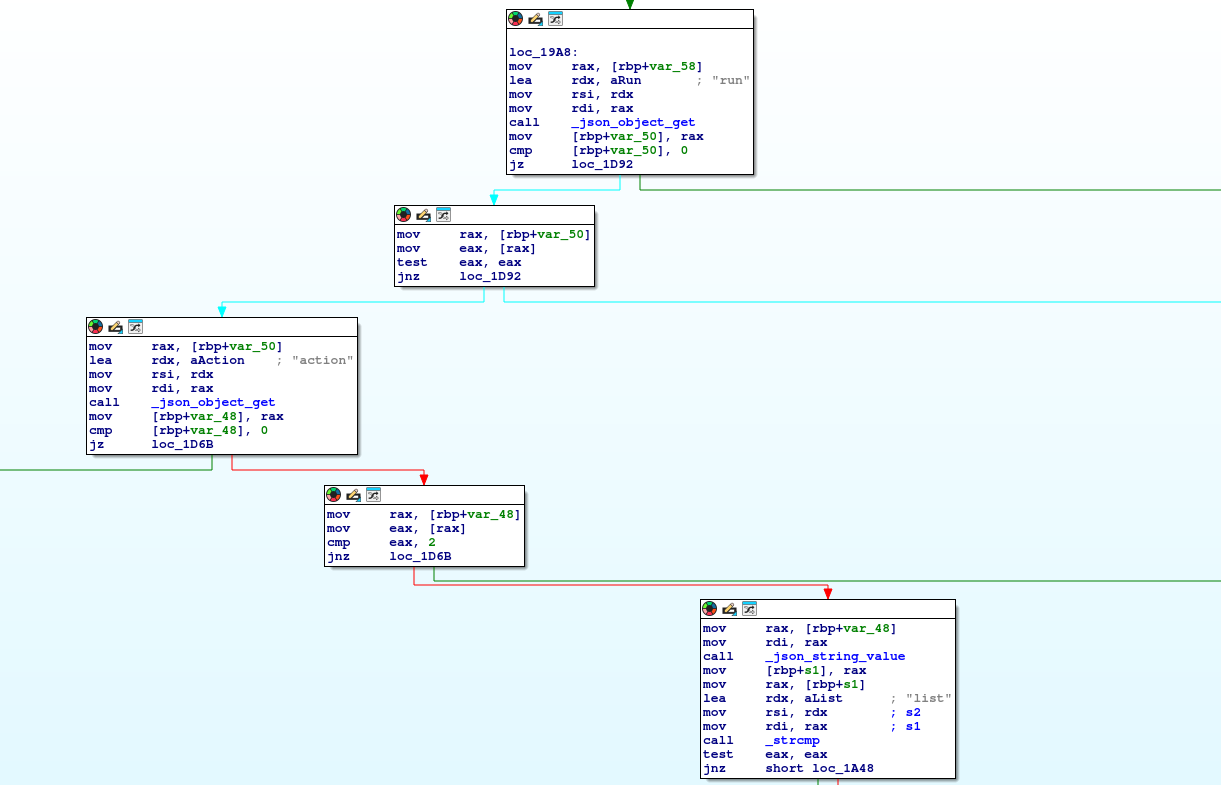 loc_19A8:
mov rax, [rbp+var_58]
lea rdx, aRun ; "run"
mov rsi, rdx
mov rdi, rax
call _json_object_get
mov [rbp+var_50], rax
cmp [rbp+var_50], 0
jz loc_1D92
mov rax, [rbp+var_50]
mov eax, [rax]
test eax, eax
jnz loc_1D92
mov rax, [rbp+var_50]
lea rdx, aAction ; "action"
mov rsi, rdx
mov rdi, rax
call _json_object_get
mov [rbp+var_48], rax
cmp [rbp+var_48], 0
jz loc_1D6B
mov rax, [rbp+var_48]
mov eax, [rax]
cmp eax, 2
jnz loc_1D6B
mov rax, [rbp+var_48]
mov rdi, rax
call _json_string_value
mov [rbp+s1], rax
mov rax, [rbp+s1]
lea rdx, aList ; "list"
mov rsi, rdx ; s2
mov rdi, rax ; s1
call _strcmp
test eax, eax
jnz short loc_1A48